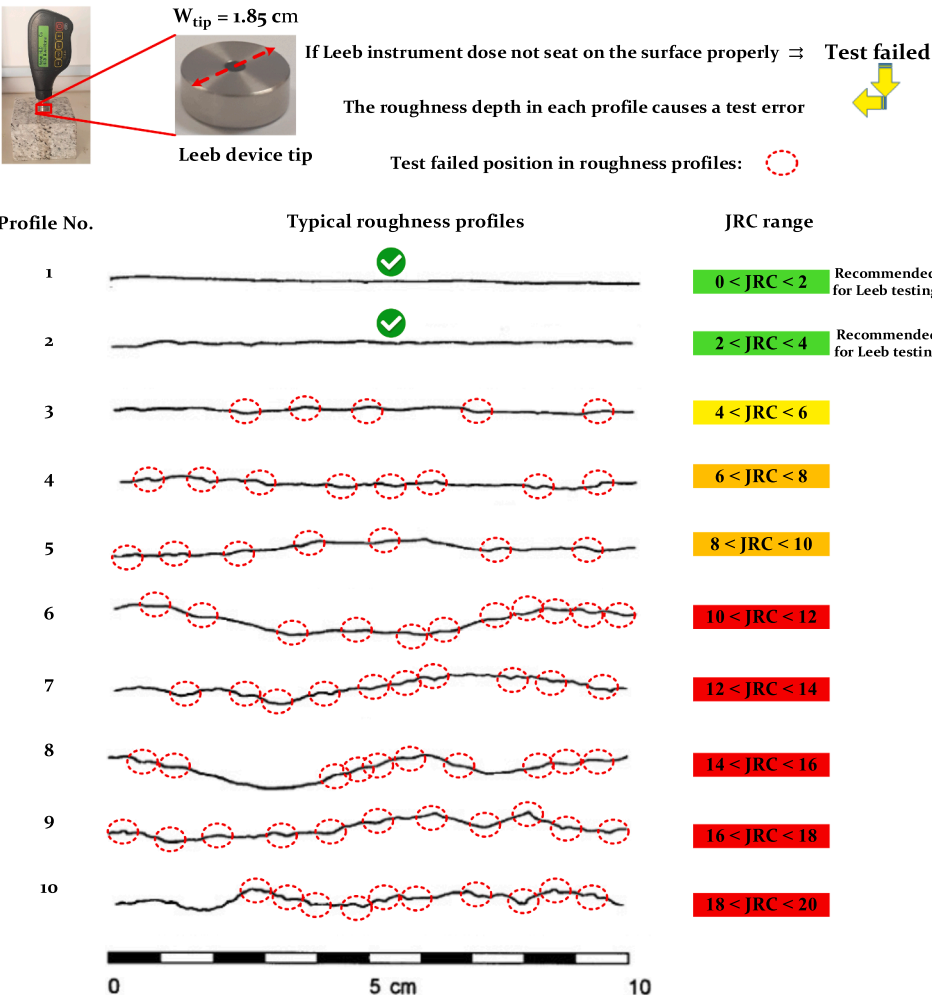 W_tip = 1.85 cm
If Leeb instrument dose not seat on the surface properly ⇉ Test failed
The roughness depth in each profile causes a test error
Leeb device tip
Test failed position in roughness profiles:
Profile No.
Typical roughness profiles
JRC range
1
0 < JRC < 2
Recommended
for Leeb testing
2
2 < JRC < 4
Recommended
for Leeb testin
3
4 < JRC < 6
4
6 < JRC < 8
5
8 < JRC < 10
6
10 < JRC < 12
7
12 < JRC < 14
8
14 < JRC < 16
9
16 < JRC < 18
10
18 < JRC < 20
0
5 cm
10